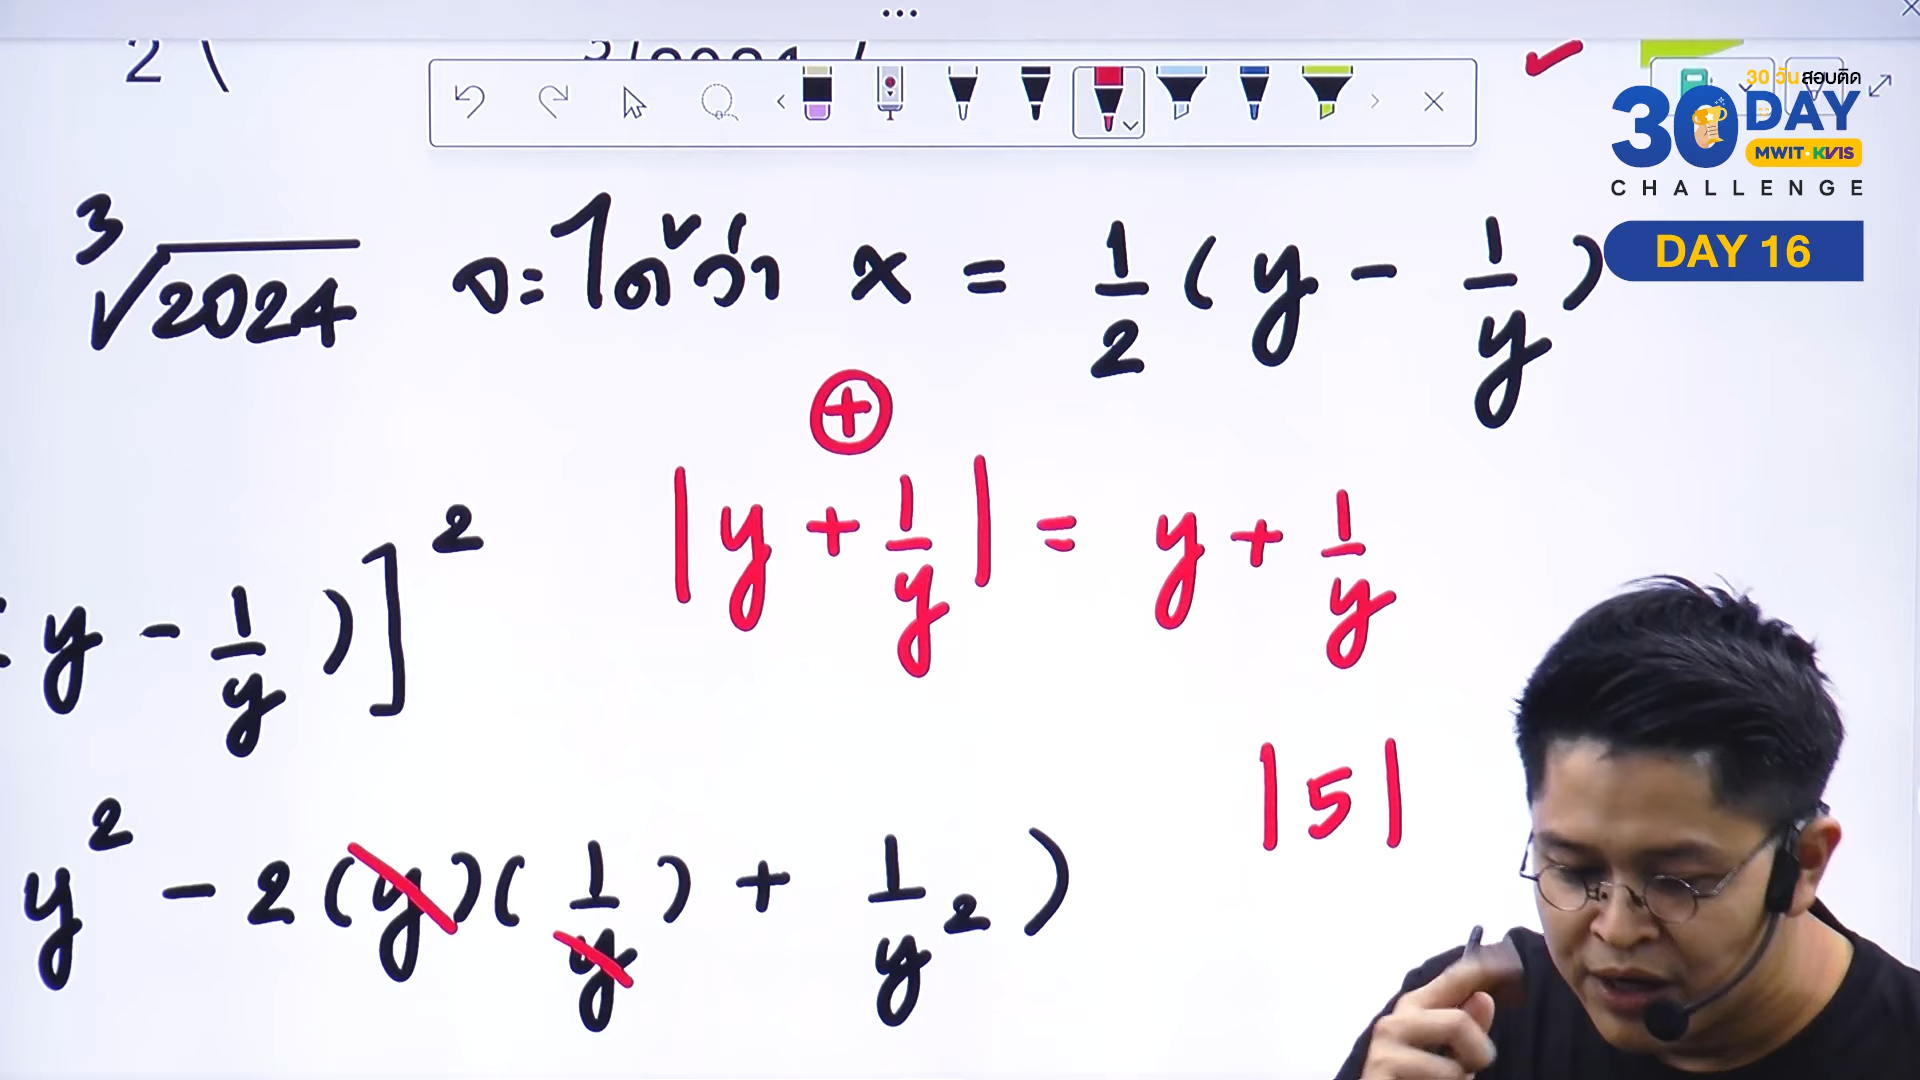 30 วันสอบติด
30 DAY
MWIT·KVIS
CHALLENGE
DAY 16
∛2024 จะได้ว่า x = 1/2 ( y - 1/y )
+
| y + 1/y | = y + 1/y
y - 1/y ) ]²
| 5 |
y² - 2 (y) ( 1/y ) + 1/y² )